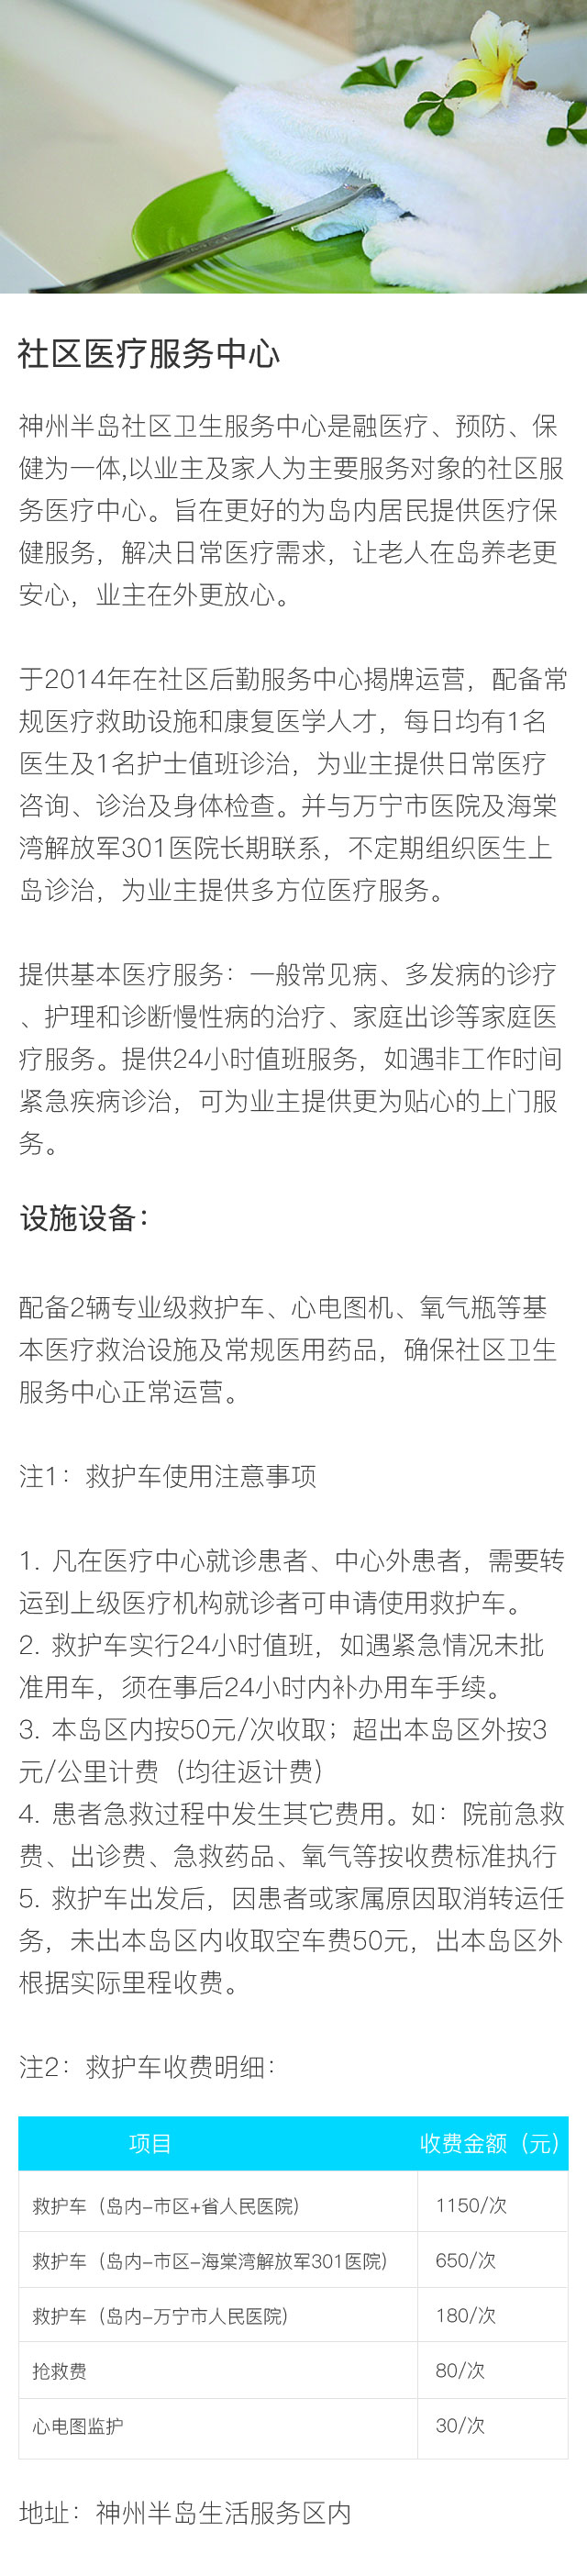 社区医疗服务中心
神州半岛社区卫生服务中心是融医疗、预防、保
健为一体,以业主及家人为主要服务对象的社区服
务医疗中心。旨在更好的为岛内居民提供医疗保
健服务，解决日常医疗需求，让老人在岛养老更
安心，业主在外更放心。
于2014年在社区后勤服务中心揭牌运营，配备常
规医疗救助设施和康复医学人才，每日均有1名
医生及1名护士值班诊治，为业主提供日常医疗
咨询、诊治及身体检查。并与万宁市医院及海棠
湾解放军301医院长期联系，不定期组织医生上
岛诊治，为业主提供多方位医疗服务。
提供基本医疗服务：一般常见病、多发病的诊疗
、护理和诊断慢性病的治疗、家庭出诊等家庭医
疗服务。提供24小时值班服务，如遇非工作时间
紧急疾病诊治，可为业主提供更为贴心的上门服
务。
设施设备：
配备2辆专业级救护车、心电图机、氧气瓶等基
本医疗救治设施及常规医用药品，确保社区卫生
服务中心正常运营。
注1：救护车使用注意事项
1. 凡在医疗中心就诊患者、中心外患者，需要转
运到上级医疗机构就诊者可申请使用救护车。
2. 救护车实行24小时值班，如遇紧急情况未批
准用车，须在事后24小时内补办用车手续。
3. 本岛区内按50元/次收取；超出本岛区外按3
元/公里计费（均往返计费）
4. 患者急救过程中发生其它费用。如：院前急救
费、出诊费、急救药品、氧气等按收费标准执行
5. 救护车出发后，因患者或家属原因取消转运任
务，未出本岛区内收取空车费50元，出本岛区外
根据实际里程收费。
注2：救护车收费明细：
项目 收费金额（元）
救护车（岛内-市区+省人民医院） 1150/次
救护车（岛内-市区-海棠湾解放军301医院） 650/次
救护车（岛内-万宁市人民医院） 180/次
抢救费 80/次
心电图监护 30/次
地址：神州半岛生活服务区内